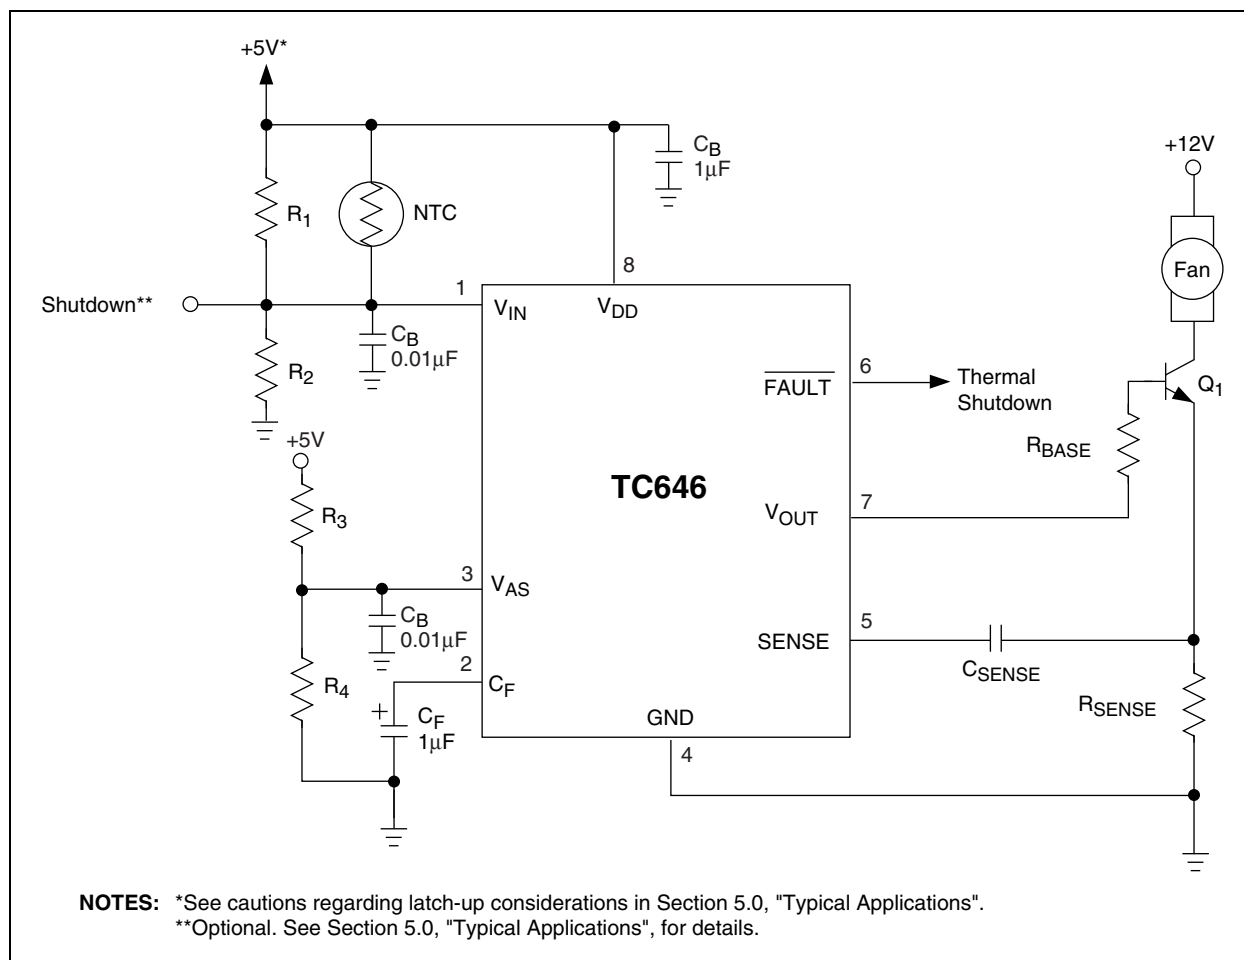 +5V*
C_B
1μF
+12V
R_1
NTC
Fan
8
1
Shutdown**
V_IN
V_DD
C_B
0.01μF
R_2
6
FAULT
Thermal
Shutdown
Q_1
+5V
R_BASE
TC646
R_3
V_OUT
7
3
V_AS
C_B
0.01μF
5
SENSE
C_SENSE
2
R_4
C_F
+
C_F
1μF
R_SENSE
GND
4
NOTES: *See cautions regarding latch-up considerations in Section 5.0, "Typical Applications".
**Optional. See Section 5.0, "Typical Applications", for details.